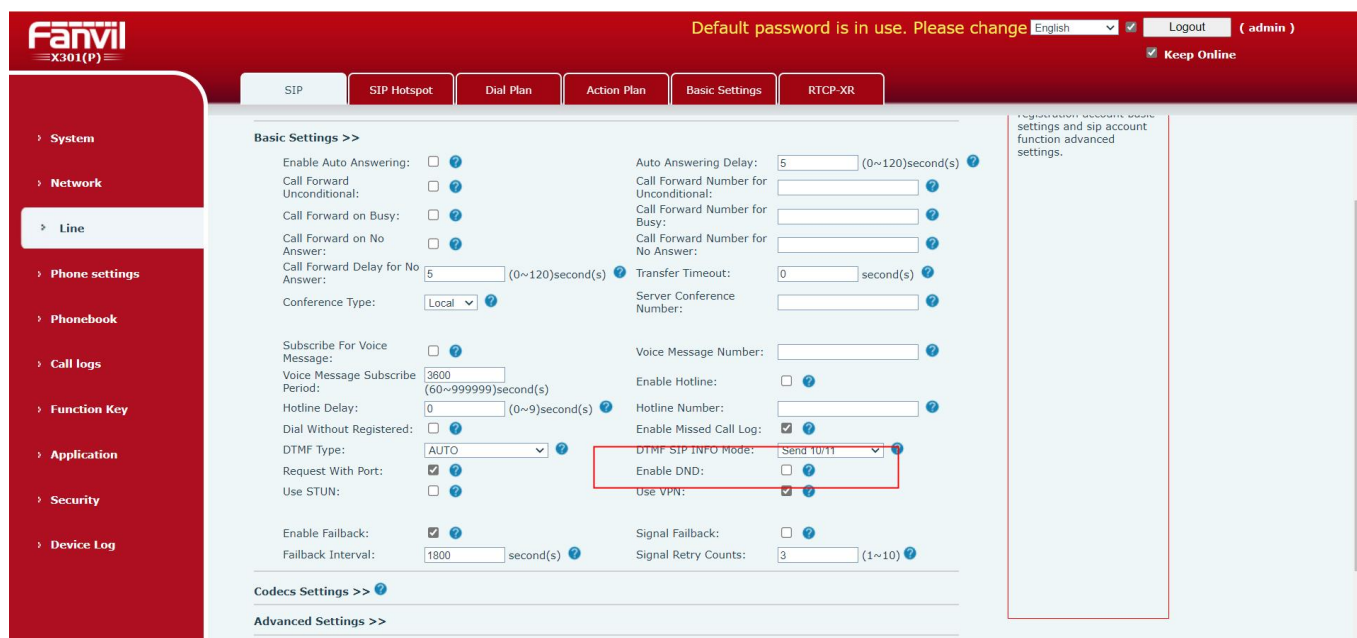 Fanvil
X301(P)
Default password is in use. Please change English Logout ( admin )
Keep Online
SIP SIP Hotspot Dial Plan Action Plan Basic Settings RTCP-XR
System
Network
Line
Phone settings
Phonebook
Call logs
Function Key
Application
Security
Device Log
Basic Settings >>
Enable Auto Answering: ? Auto Answering Delay: 5 (0~120)second(s) ?
Call Forward Unconditional: ? Call Forward Number for Unconditional: ?
Call Forward on Busy: ? Call Forward Number for Busy: ?
Call Forward on No Answer: ? Call Forward Number for No Answer: ?
Call Forward Delay for No Answer: 5 (0~120)second(s) ? Transfer Timeout: 0 second(s) ?
Conference Type: Local ? Server Conference Number: ?
Subscribe For Voice Message: ? Voice Message Number: ?
Voice Message Subscribe Period: 3600 (60~999999)second(s) Enable Hotline: ?
Hotline Delay: 0 (0~9)second(s) ? Hotline Number: ?
Dial Without Registered: ? Enable Missed Call Log: ?
DTMF Type: AUTO ? DTMF SIP INFO Mode: Send 10/11 ?
Request With Port: ? Enable DND: ?
Use STUN: ? Use VPN: ?
Enable Failback: ? Signal Failback: ?
Failback Interval: 1800 second(s) ? Signal Retry Counts: 3 (1~10) ?
Codecs Settings >> ?
Advanced Settings >>
registration account basic
settings and sip account
function advanced
settings.